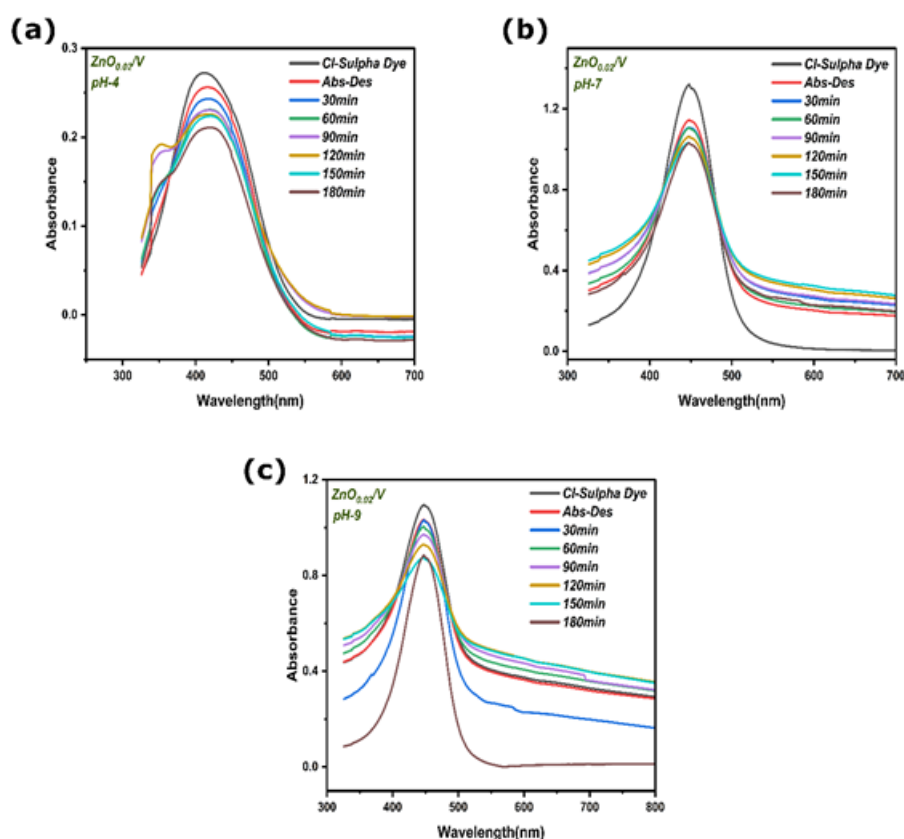 (a)
ZnO0.02/V
pH-4
Cl-Sulpha Dye
Abs-Des
30min
60min
90min
120min
150min
180min
0.3
0.2
0.1
0.0
Absorbance
300 400 500 600 700
Wavelength(nm)
(b)
ZnO0.02/V
pH-7
Cl-Sulpha Dye
Abs-Des
30min
60min
90min
120min
150min
180min
1.2
0.8
0.4
0.0
Absorbance
300 400 500 600 700
Wavelength(nm)
(c)
ZnO0.02/V
pH-9
Cl-Sulpha Dye
Abs-Des
30min
60min
90min
120min
150min
180min
1.2
0.8
0.4
0.0
Absorbance
300 400 500 600 700 800
Wavelength(nm)